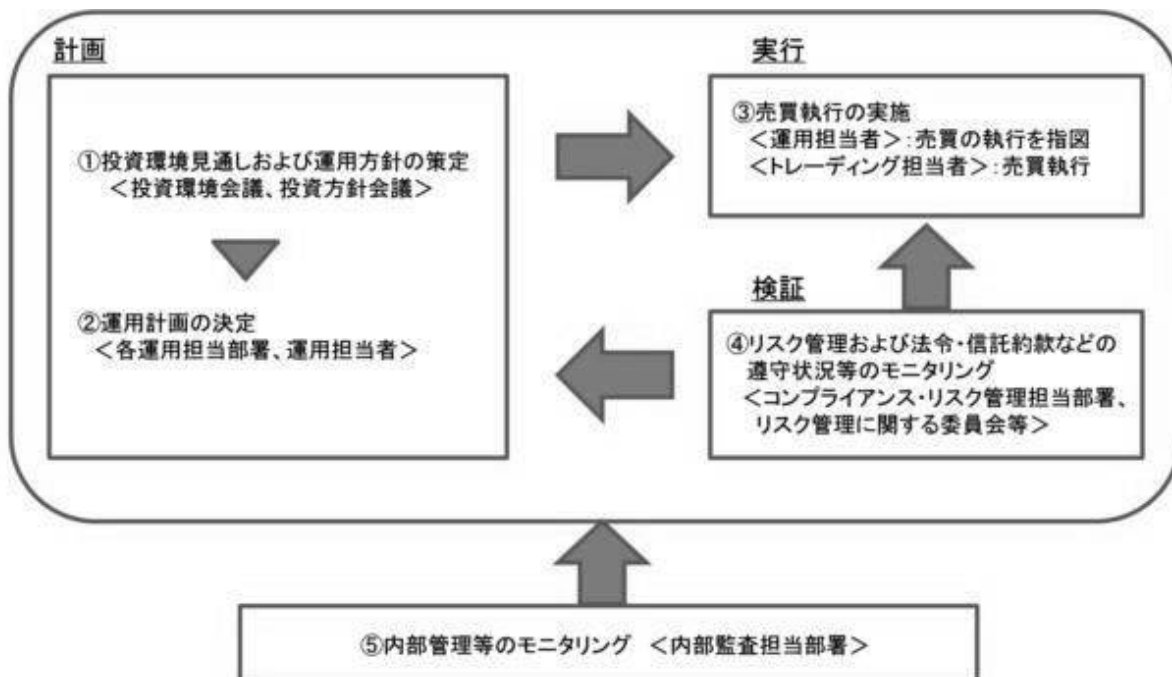 計画
①投資環境見通しおよび運用方針の策定
＜投資環境会議、投資方針会議＞
②運用計画の決定
＜各運用担当部署、運用担当者＞
実行
③売買執行の実施
＜運用担当者＞：売買の執行を指図
＜トレーディング担当者＞：売買執行
検証
④リスク管理および法令・信託約款などの
遵守状況等のモニタリング
＜コンプライアンス・リスク管理担当部署、
リスク管理に関する委員会等＞
⑤内部管理等のモニタリング ＜内部監査担当部署＞